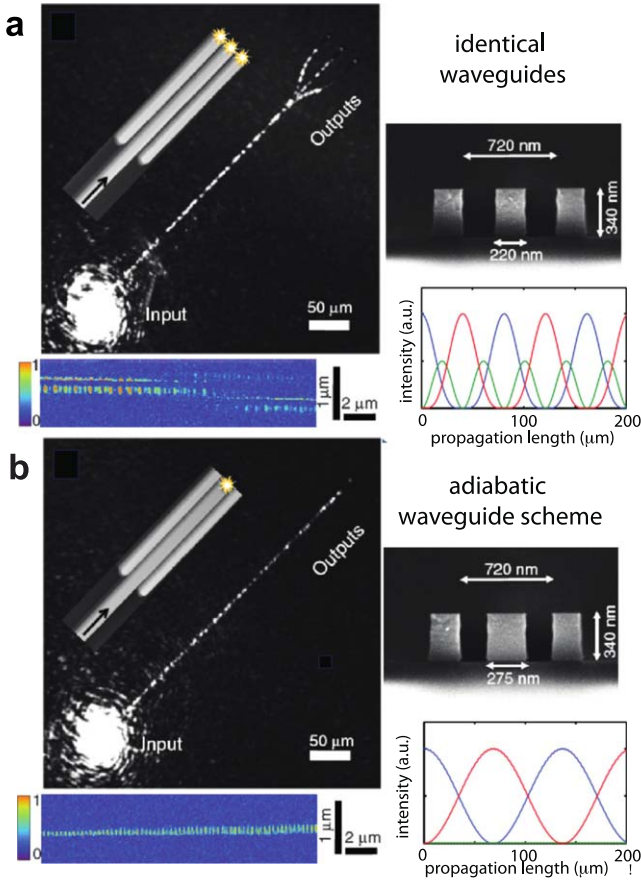 a
identical
waveguides
Outputs
Input
50 μm
720 nm
340 nm
220 nm
1
0
1 μm
2 μm
intensity (a.u.)
0
100
200
propagation length (μm)
b
adiabatic
waveguide scheme
Outputs
Input
50 μm
720 nm
340 nm
275 nm
1
0
1 μm
2 μm
intensity (a.u.)
0
100
200
propagation length (μm) !